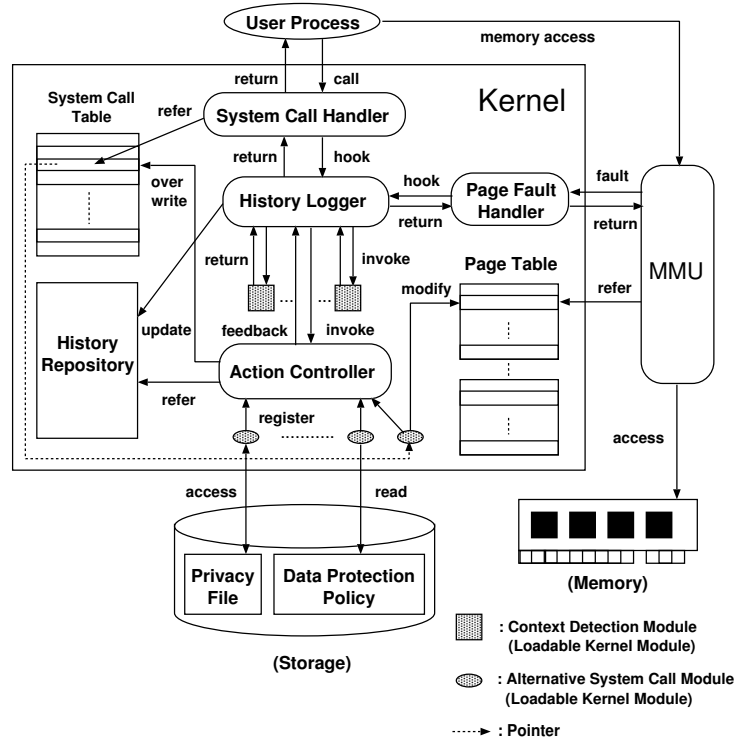 User Process
memory access
return
call
Kernel
System Call
Table
refer
System Call Handler
return
hook
over
write
History Logger
hook
return
Page Fault
Handler
fault
return
MMU
return
invoke
Page Table
modify
refer
History
Repository
update
feedback
invoke
Action Controller
refer
register
access
access
read
Privacy
File
Data Protection
Policy
(Storage)
(Memory)
: Context Detection Module
(Loadable Kernel Module)
: Alternative System Call Module
(Loadable Kernel Module)
: Pointer